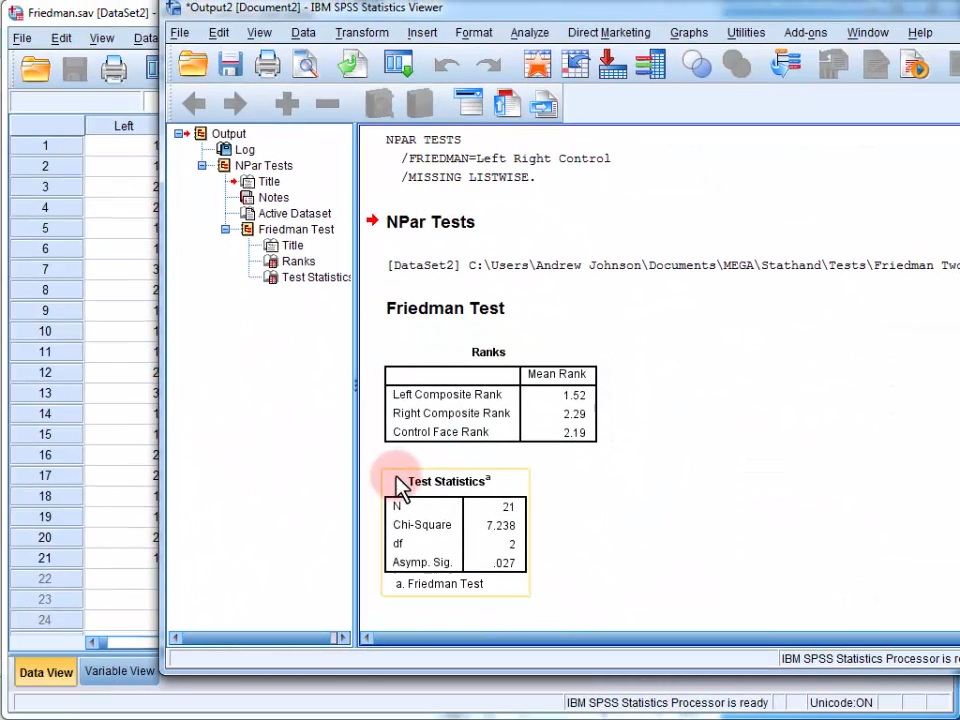 Friedman.sav [DataSet2]
*Output2 [Document2] - IBM SPSS Statistics Viewer
File Edit View Data
File Edit View Data Transform Insert Format Analyze Direct Marketing Graphs Utilities Add-ons Window Help
Left
1
2
3
4
5
6
7
8
9
10
11
12
13
14
15
16
17
18
19
20
21
22
23
24
Data View Variable View
Output
Log
NPar Tests
Title
Notes
Active Dataset
Friedman Test
Title
Ranks
Test Statistics
NPAR TESTS
/FRIEDMAN=Left Right Control
/MISSING LISTWISE.
NPar Tests
[DataSet2] C:\Users\Andrew Johnson\Documents\MEGA\Stathand\Tests\Friedman Two
Friedman Test
Ranks
Mean Rank
Left Composite Rank 1.52
Right Composite Rank 2.29
Control Face Rank 2.19
Test Statistics a
N 21
Chi-Square 7.238
df 2
Asymp. Sig. .027
a. Friedman Test
IBM SPSS Statistics Processor is re
IBM SPSS Statistics Processor is ready Unicode:ON